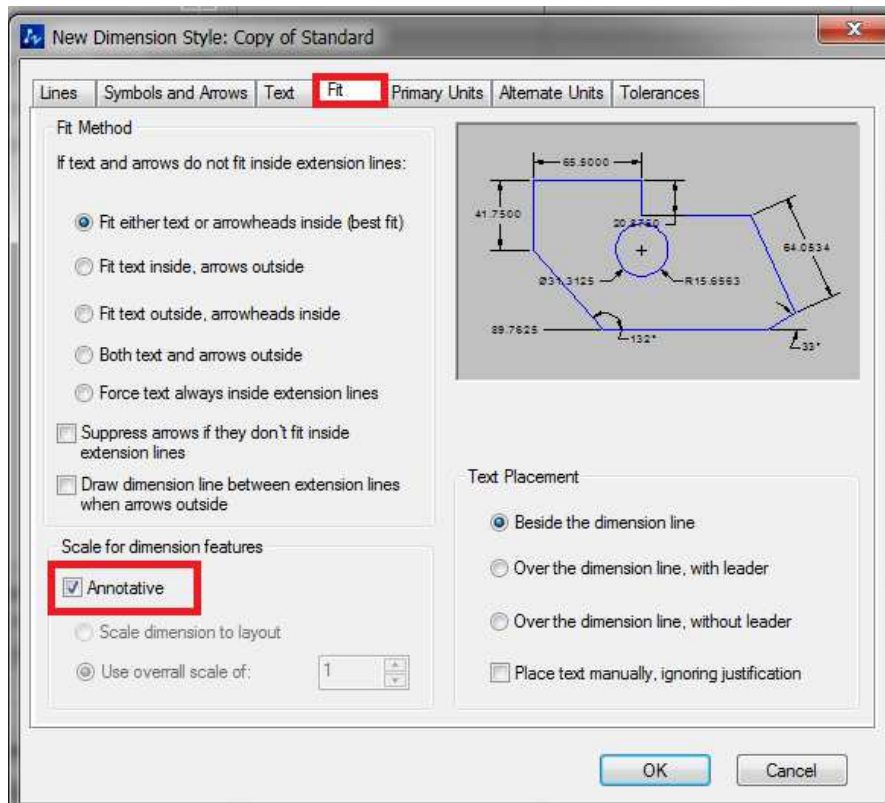 New Dimension Style: Copy of Standard
Lines
Symbols and Arrows
Text
Fit
Primary Units
Alternate Units
Tolerances
Fit Method
If text and arrows do not fit inside extension lines:
Fit either text or arrowheads inside (best fit)
Fit text inside, arrows outside
Fit text outside, arrowheads inside
Both text and arrows outside
Force text always inside extension lines
Suppress arrows if they don't fit inside
extension lines
Draw dimension line between extension lines
when arrows outside
Scale for dimension features
Annotative
Scale dimension to layout
Use overrall scale of:
1
65.5000
41.7500
20.8750
64.0534
Ø31.3125
R15.6563
89.7625
132°
33°
Text Placement
Beside the dimension line
Over the dimension line, with leader
Over the dimension line, without leader
Place text manually, ignoring justification
OK
Cancel